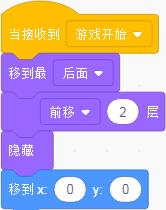 当接收到 游戏开始
移到最 后面
前移 2 层
隐藏
移到 x: 0 y: 0